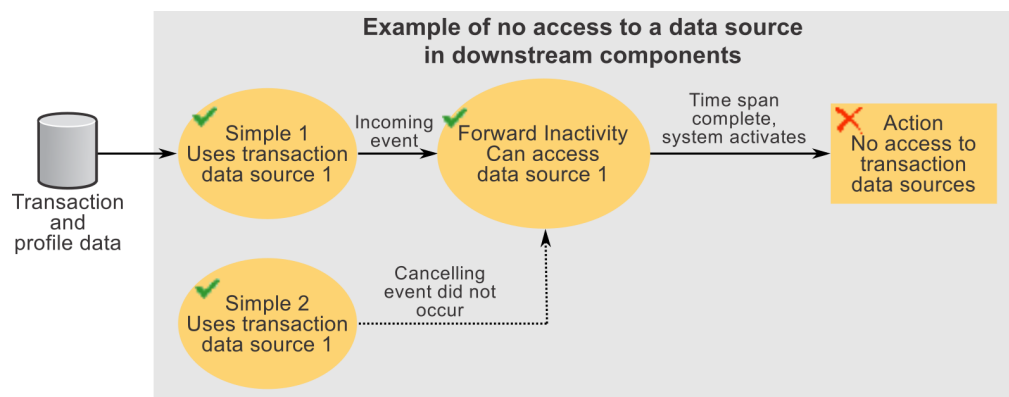 Example of no access to a data source
in downstream components
Transaction
and
profile data
Simple 1
Uses transaction
data source 1
Incoming
event
Forward Inactivity
Can access
data source 1
Time span
complete,
system activates
Action
No access to
transaction
data sources
Simple 2
Uses transaction
data source 1
Cancelling
event did not
occur